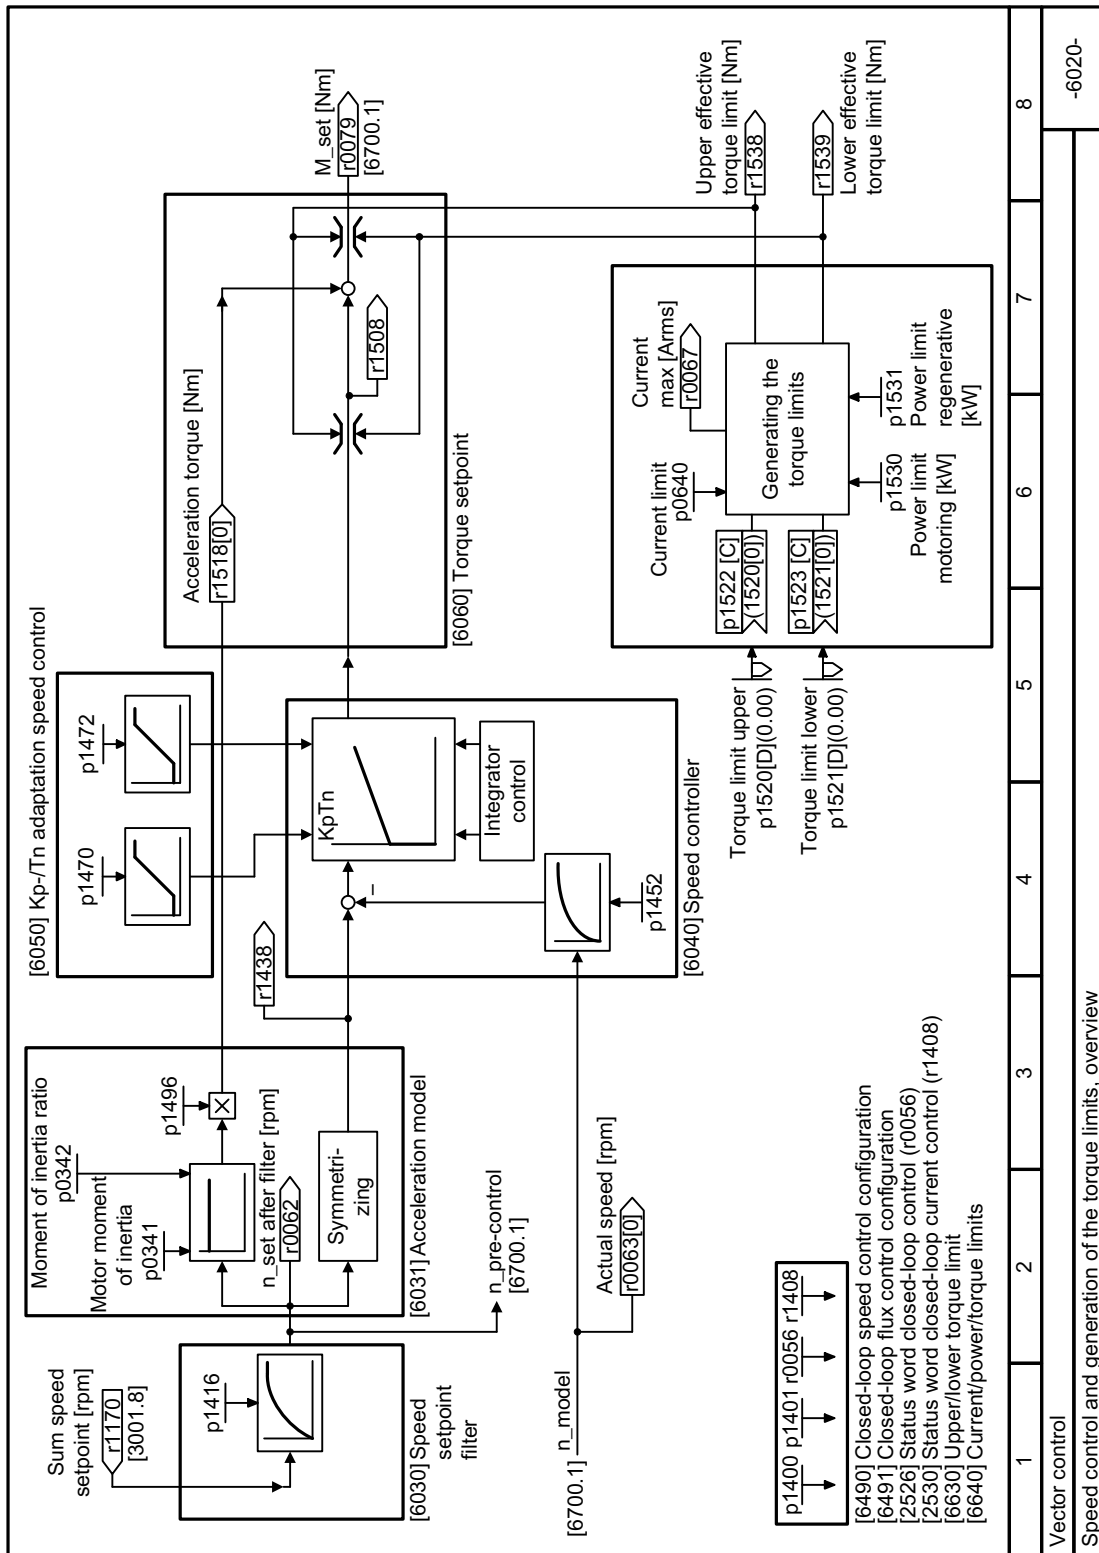 Sum speed
setpoint [rpm]
r1170
[3001.8]
p1416
[6030] Speed
setpoint
filter
Moment of inertia ratio
p0342
Motor moment
of inertia
p0341
p1496
n_set after filter [rpm]
r0062
Symmetri-
zing
[6031] Acceleration model
n_pre-control
[6700.1]
r1438
[6050] Kp-/Tn adaptation speed control
p1470
p1472
KpTn
Integrator
control
p1452
[6040] Speed controller
[6700.1]
n_model
Actual speed [rpm]
r0063[0]
Acceleration torque [Nm]
r1518[0]
r1508
[6060] Torque setpoint
M_set [Nm]
r0079
[6700.1]
Torque limit upper
p1520[D](0.00)
Torque limit lower
p1521[D](0.00)
p1522 [C]
(1520[0])
p1523 [C]
(1521[0])
Current limit
p0640
Current
max [Arms]
r0067
Generating the
torque limits
p1530
Power limit
motoring [kW]
p1531
Power limit
regenerative
[kW]
Upper effective
torque limit [Nm]
r1538
r1539
Lower effective
torque limit [Nm]
p1400 p1401 r0056 r1408
[6490] Closed-loop speed control configuration
[6491] Closed-loop flux control configuration
[2526] Status word closed-loop control (r0056)
[2530] Status word closed-loop current control (r1408)
[6630] Upper/lower torque limit
[6640] Current/power/torque limits
1 2 3 4 5 6 7 8
Vector control
Speed control and generation of the torque limits, overview
-6020-